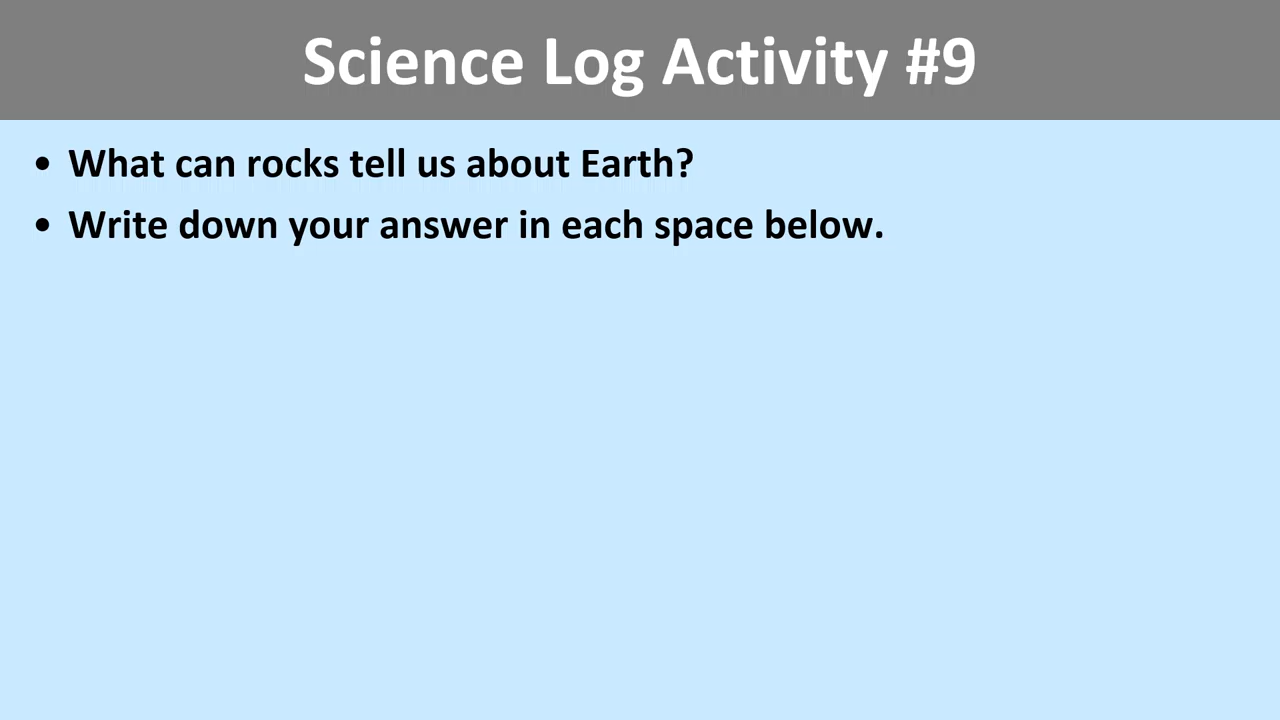 Science Log Activity #9
• What can rocks tell us about Earth?
• Write down your answer in each space below.